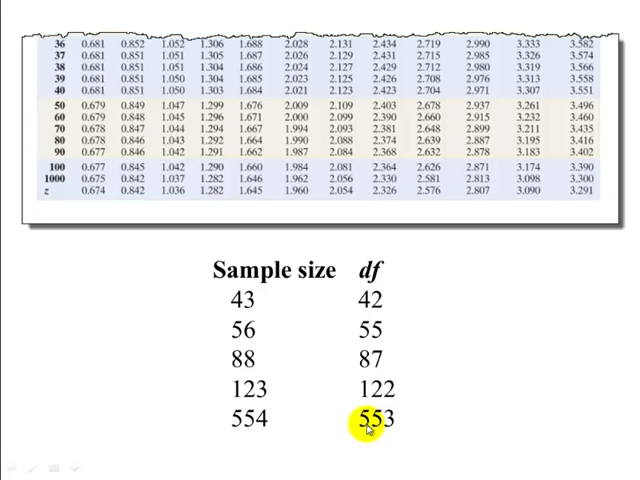 36 0.681 0.852 1.052 1.306 1.688 2.028 2.131 2.434 2.719 2.990 3.333 3.582
37 0.681 0.851 1.051 1.305 1.687 2.026 2.129 2.431 2.715 2.985 3.326 3.574
38 0.681 0.851 1.051 1.304 1.686 2.024 2.127 2.429 2.712 2.980 3.319 3.566
39 0.681 0.851 1.050 1.304 1.685 2.023 2.125 2.426 2.708 2.976 3.313 3.558
40 0.681 0.851 1.050 1.303 1.684 2.021 2.123 2.423 2.704 2.971 3.307 3.551
50 0.679 0.849 1.047 1.299 1.676 2.009 2.109 2.403 2.678 2.937 3.261 3.496
60 0.679 0.848 1.045 1.296 1.671 2.000 2.099 2.390 2.660 2.915 3.232 3.460
70 0.678 0.847 1.044 1.294 1.667 1.994 2.093 2.381 2.648 2.899 3.211 3.435
80 0.678 0.846 1.043 1.292 1.664 1.990 2.088 2.374 2.639 2.887 3.195 3.416
90 0.677 0.846 1.042 1.291 1.662 1.987 2.084 2.368 2.632 2.878 3.183 3.402
100 0.677 0.845 1.042 1.290 1.660 1.984 2.081 2.364 2.626 2.871 3.174 3.390
1000 0.675 0.842 1.037 1.282 1.646 1.962 2.056 2.330 2.581 2.813 3.098 3.300
z 0.674 0.842 1.036 1.282 1.645 1.960 2.054 2.326 2.576 2.807 3.090 3.291
Sample size df
43 42
56 55
88 87
123 122
554 553